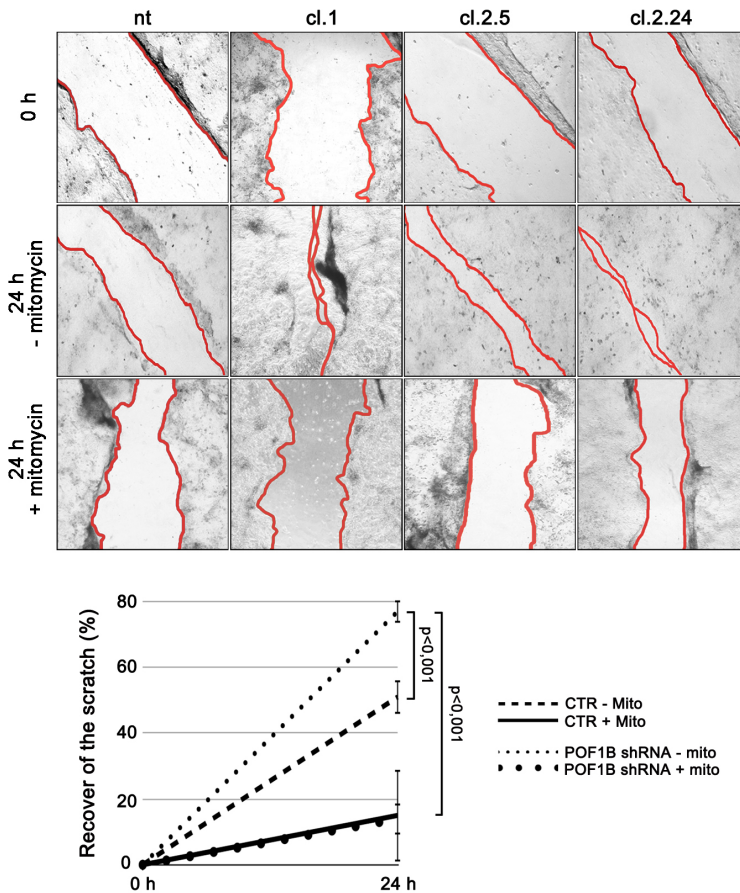 nt cl.1 cl.2.5 cl.2.24
0 h
24 h
- mitomycin
24 h
+ mitomycin
Recover of the scratch (%)
80
60
40
20
0
0 h 24 h
p<0,001
p<0,001
CTR - Mito
CTR + Mito
POF1B shRNA - mito
POF1B shRNA + mito